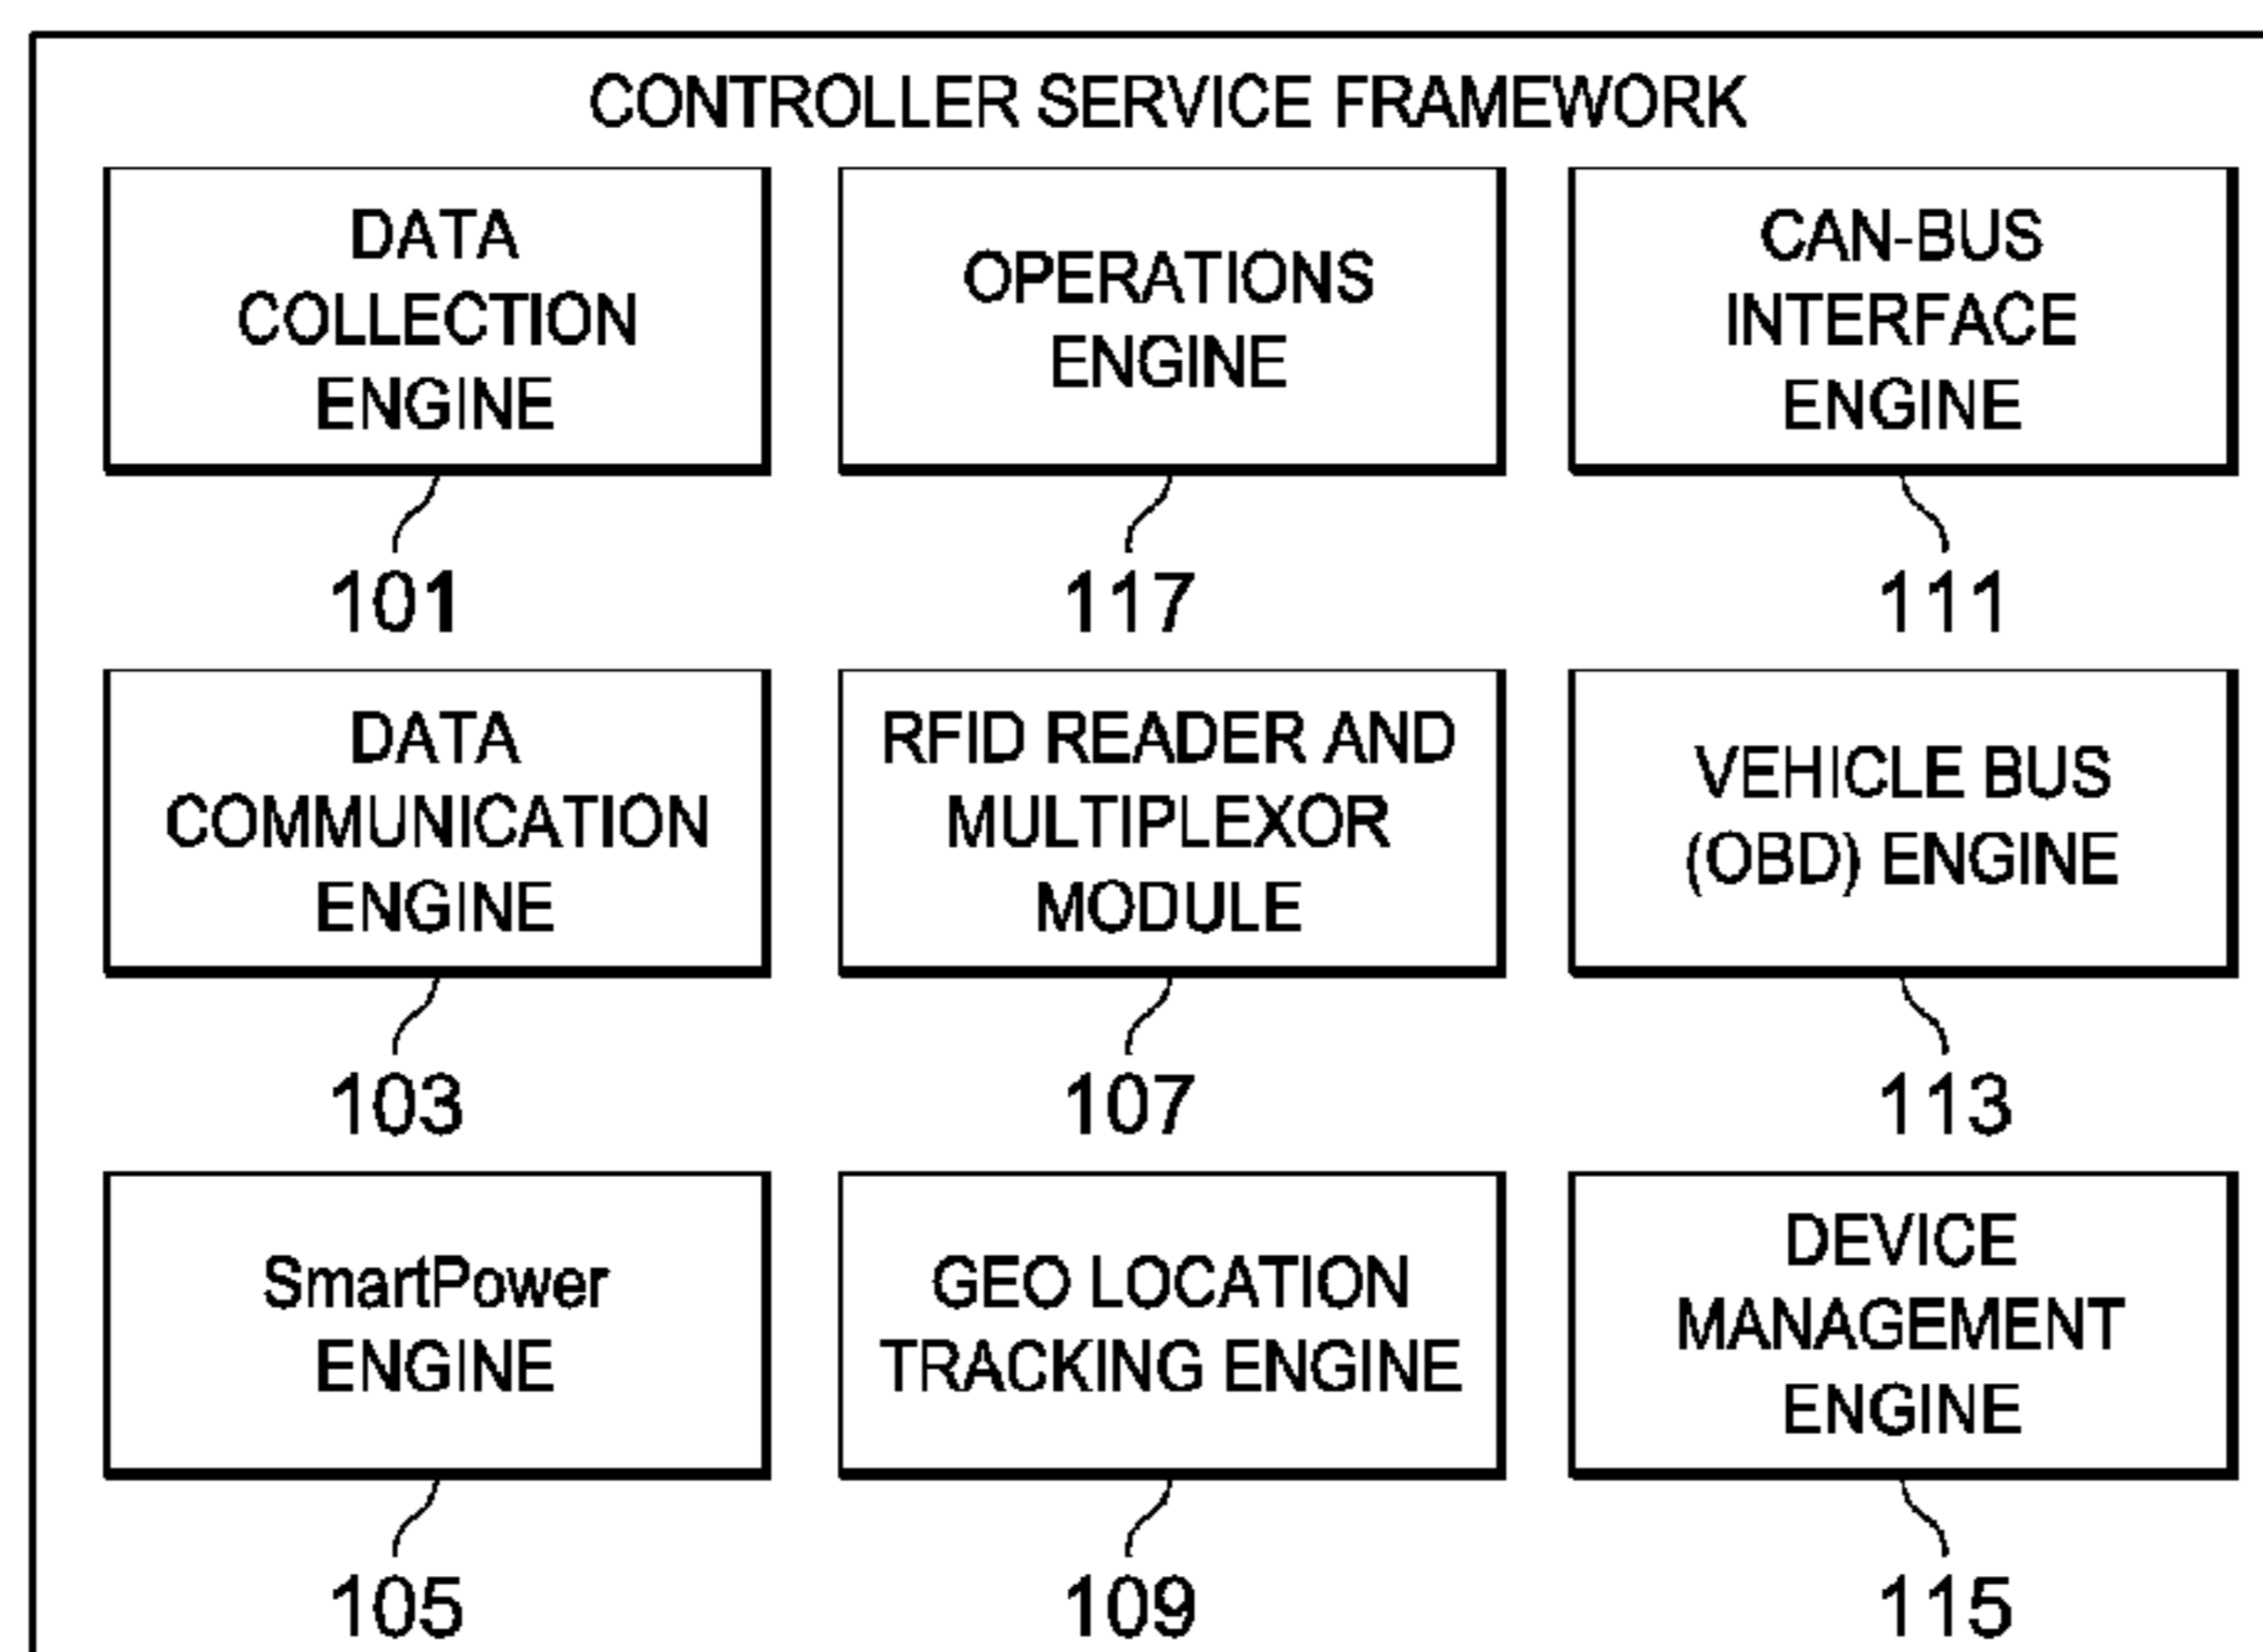 CONTROLLER SERVICE FRAMEWORK
DATA
COLLECTION
ENGINE
101
OPERATIONS
ENGINE
117
CAN-BUS
INTERFACE
ENGINE
111
DATA
COMMUNICATION
ENGINE
103
RFID READER AND
MULTIPLEXOR
MODULE
107
VEHICLE BUS
(OBD) ENGINE
113
SmartPower
ENGINE
105
GEO LOCATION
TRACKING ENGINE
109
DEVICE
MANAGEMENT
ENGINE
115